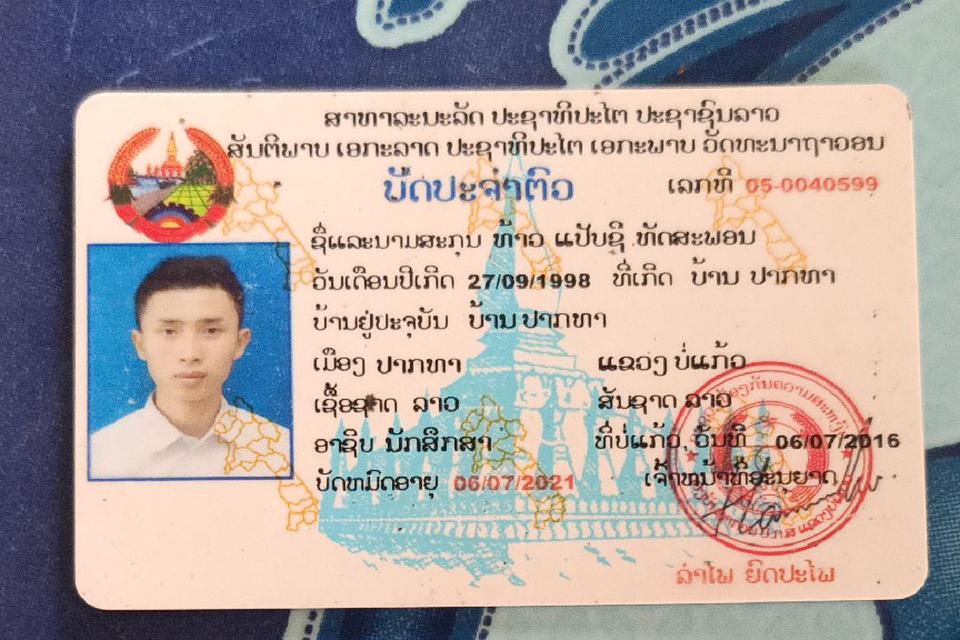 ສາທາລະນະລັດ ປະຊາທິປະໄຕ ປະຊາຊົນລາວ
ສັນຕິພາບ ເອກະລາດ ປະຊາທິປະໄຕ ເອກະພາບ ວັດທະນາຖາວອນ
ບັດປະຈຳຕົວ ເລກທີ 05-0040599
ຊື່ແລະນາມສະກຸນ ທ້າວ ແປັບຊີ ທັດສະພອນ
ວັນເດືອນປີເກີດ 27/09/1998 ທີ່ເກີດ ບ້ານ ປາກທາ
ບ້ານຢູ່ປະຈຸບັນ ບ້ານ ປາກທາ
ເມືອງ ປາກທາ ແຂວງ ບໍ່ແກ້ວ
ເຊື້ອຊາດ ລາວ ສັນຊາດ ລາວ
ອາຊີບ ນັກສຶກສາ ທີ່ບໍ່ແກ້ວ, ວັນທີ 06/07/2016
ບັດຫມົດອາຍຸ 06/07/2021 ເຈົ້າຫນ້າທີ່ອະນຸຍາດ
ລຳໄພ ຍົດປະໄພ